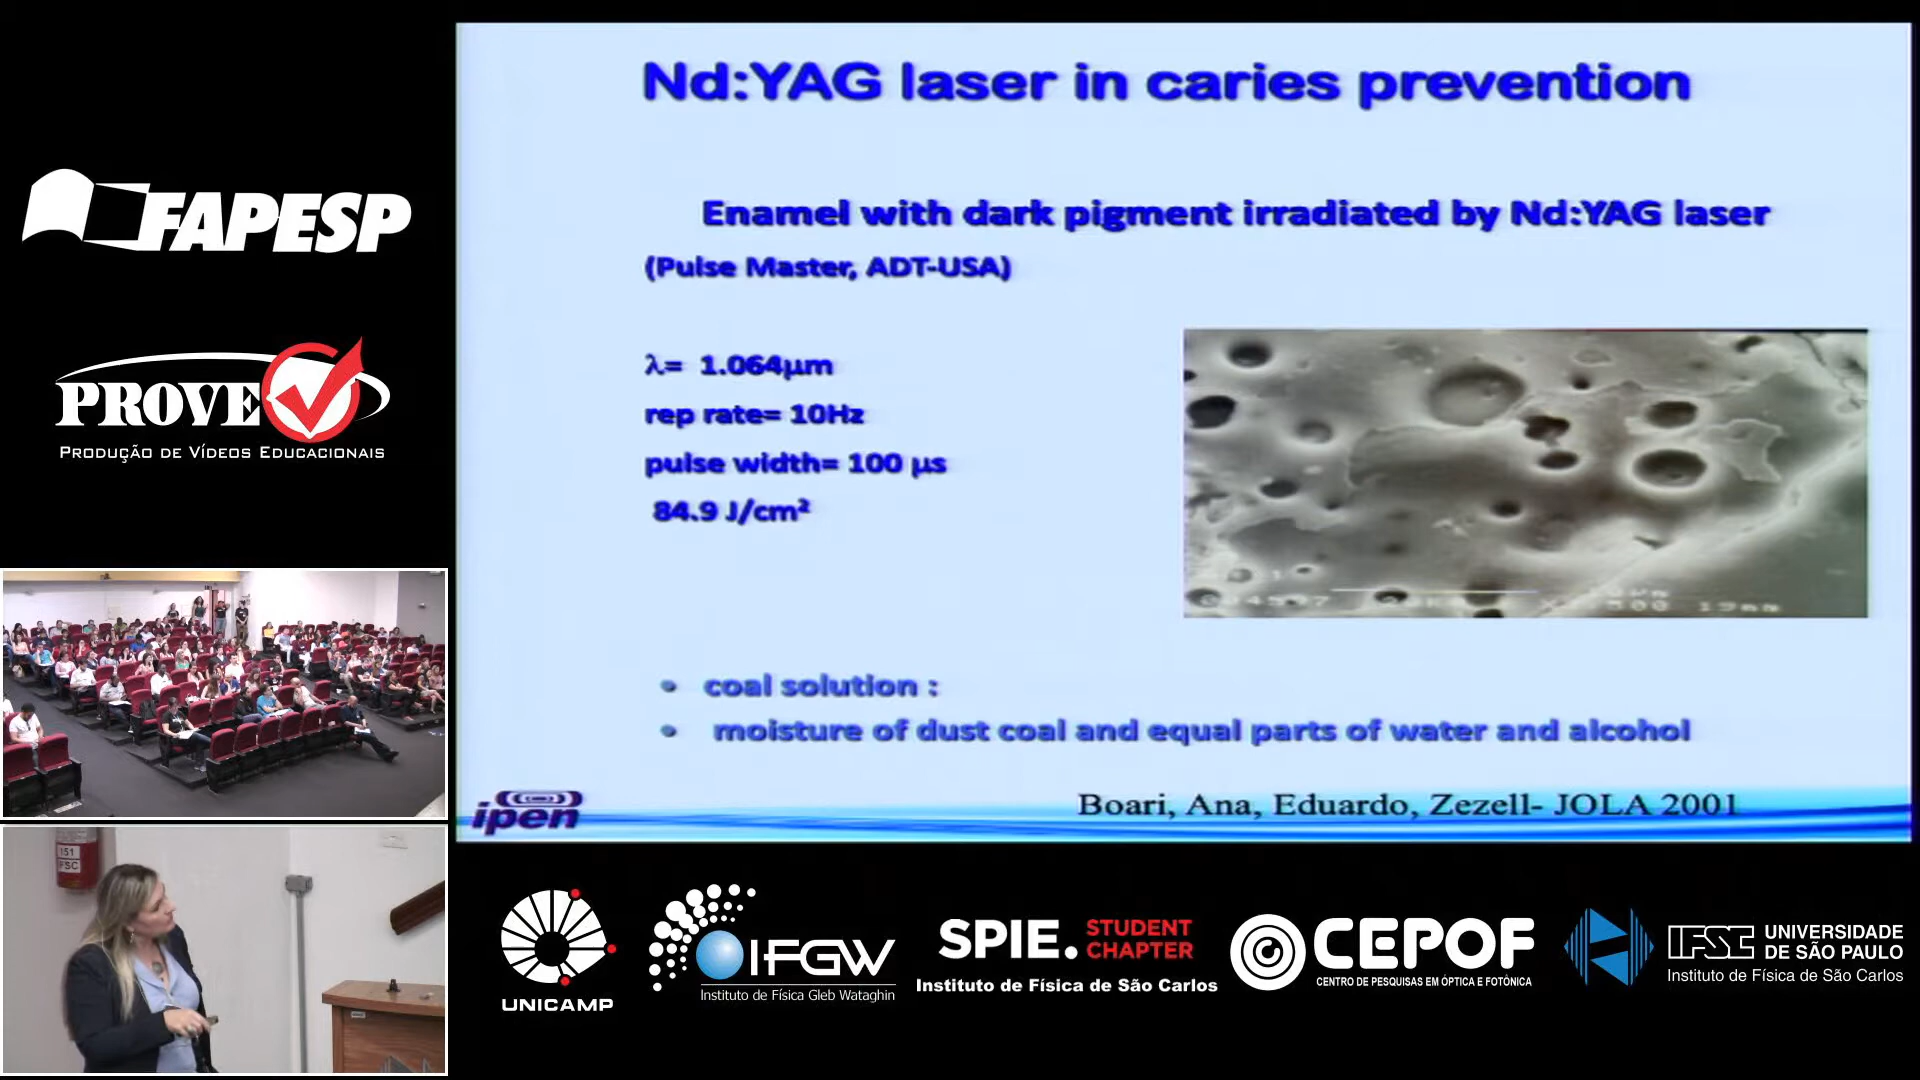 FAPESP
PROVE
PRODUÇÃO DE VÍDEOS EDUCACIONAIS
Nd:YAG laser in caries prevention
Enamel with dark pigment irradiated by Nd:YAG laser
(Pulse Master, ADT-USA)
λ= 1.064µm
rep rate= 10Hz
pulse width= 100 µs
84.9 J/cm²
• coal solution :
• moisture of dust coal and equal parts of water and alcohol
ipen
Boari, Ana, Eduardo, Zezell- JOLA 2001
151
IFSC
UNICAMP
IFGW
Instituto de Física Gleb Wataghin
SPIE. STUDENT CHAPTER
Instituto de Física de São Carlos
CEPOF
CENTRO DE PESQUISAS EM ÓPTICA E FOTÔNICA
IFSC UNIVERSIDADE DE SÃO PAULO
Instituto de Física de São Carlos